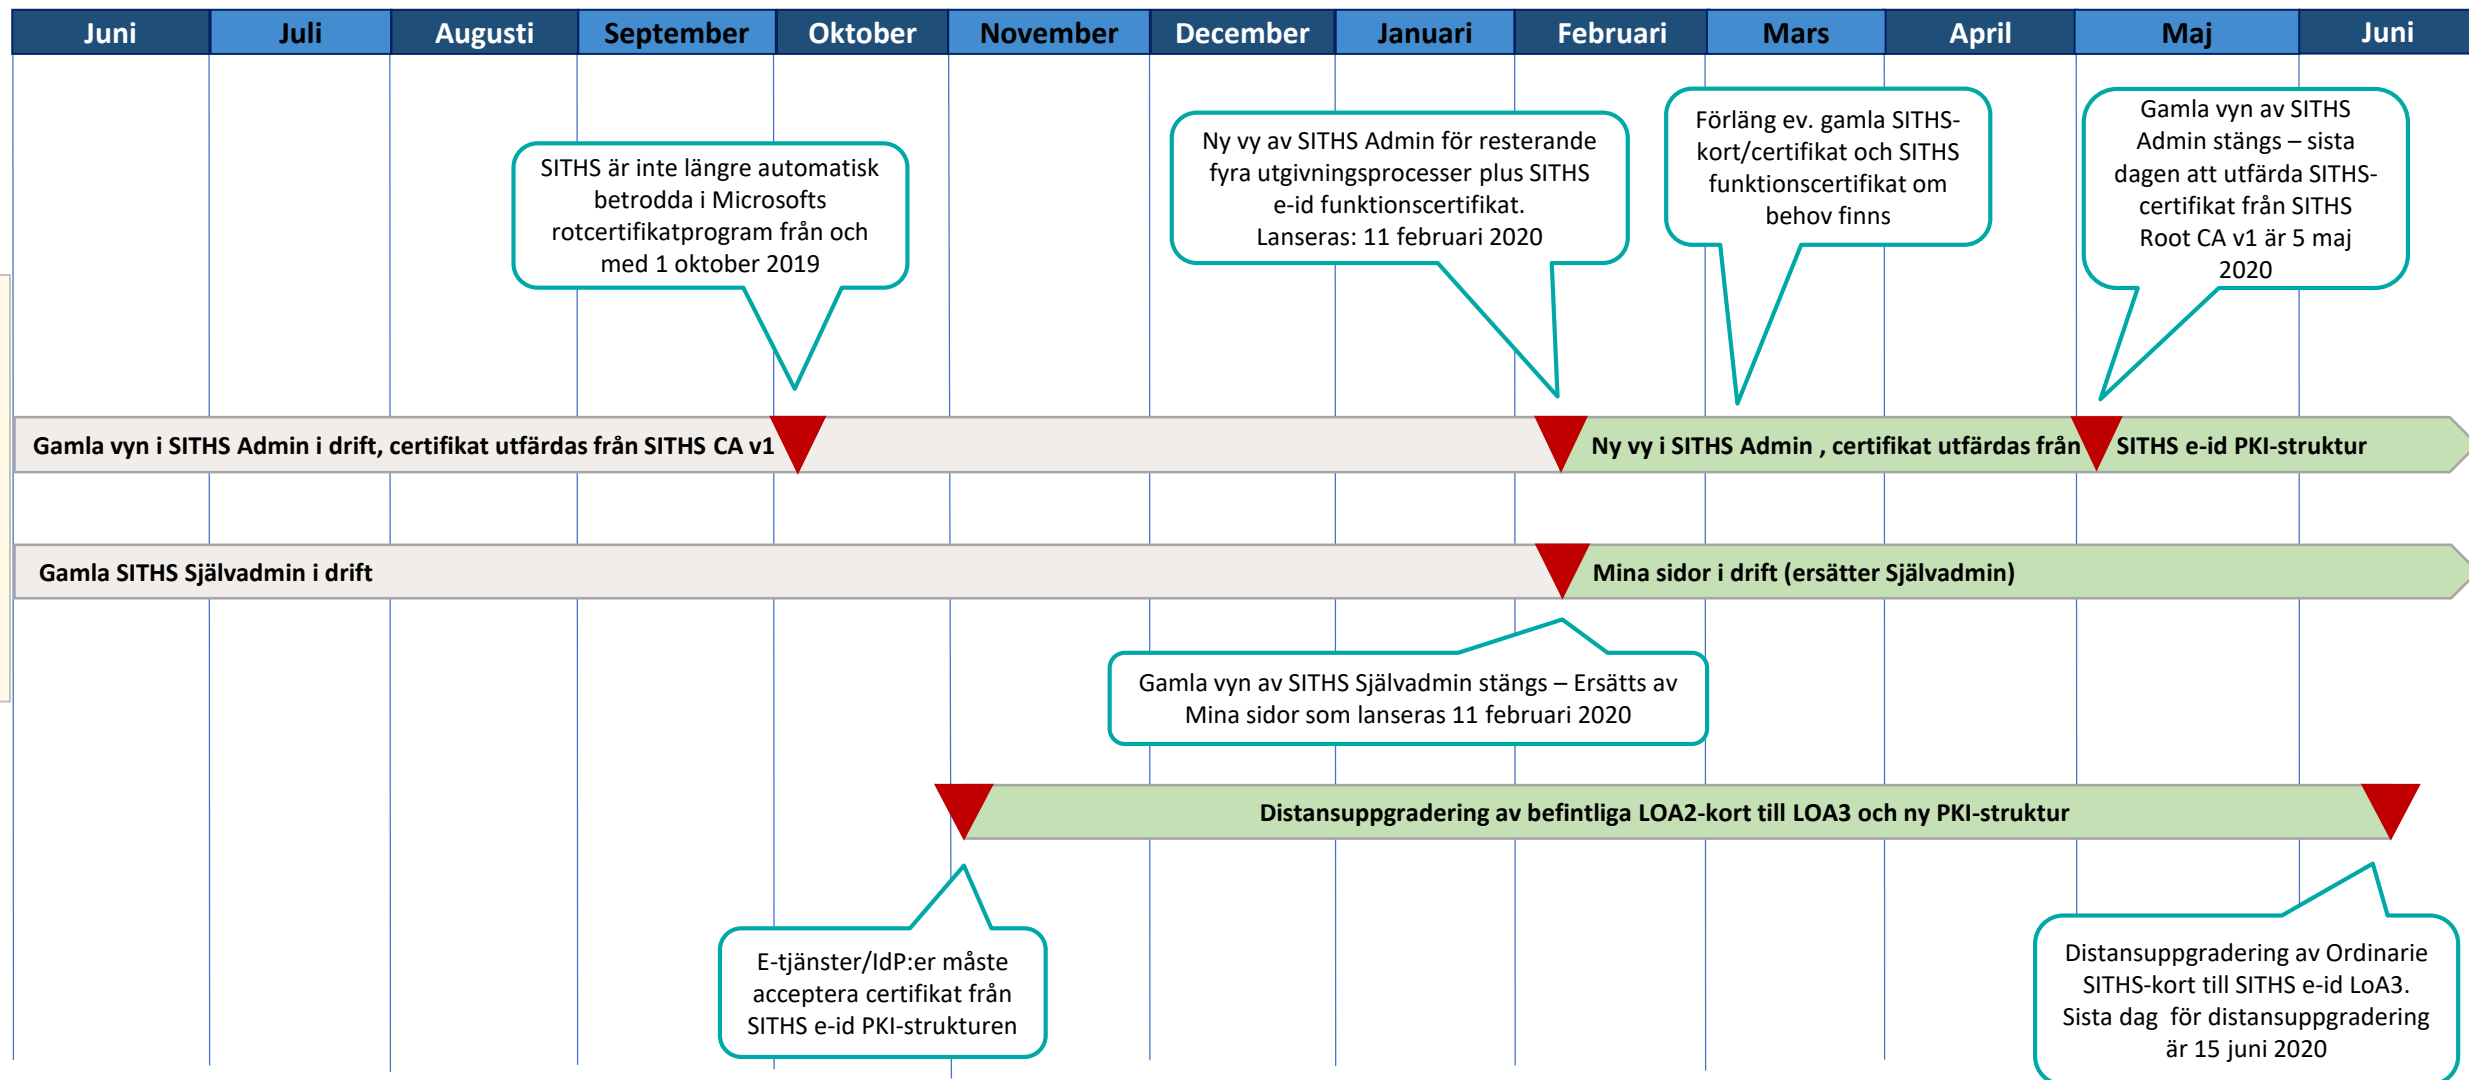 Juni Juli Augusti September Oktober November December Januari Februari Mars April Maj Juni
SITHS är inte längre automatisk
betrodda i Microsofts
rotcertifikatprogram från och
med 1 oktober 2019
Ny vy av SITHS Admin för resterande
fyra utgivningsprocesser plus SITHS
e-id funktionscertifikat.
Lanseras: 11 februari 2020
Förläng ev. gamla SITHS-
kort/certifikat och SITHS
funktionscertifikat om
behov finns
Gamla vyn av SITHS
Admin stängs – sista
dagen att utfärda SITHS-
certifikat från SITHS
Root CA v1 är 5 maj
2020
Gamla vyn i SITHS Admin i drift, certifikat utfärdas från SITHS CA v1
Ny vy i SITHS Admin , certifikat utfärdas från SITHS e-id PKI-struktur
Gamla SITHS Självadmin i drift
Mina sidor i drift (ersätter Självadmin)
Gamla vyn av SITHS Självadmin stängs – Ersätts av
Mina sidor som lanseras 11 februari 2020
Distansuppgradering av befintliga LOA2-kort till LOA3 och ny PKI-struktur
E-tjänster/IdP:er måste
acceptera certifikat från
SITHS e-id PKI-strukturen
Distansuppgradering av Ordinarie
SITHS-kort till SITHS e-id LoA3.
Sista dag  för distansuppgradering
är 15 juni 2020